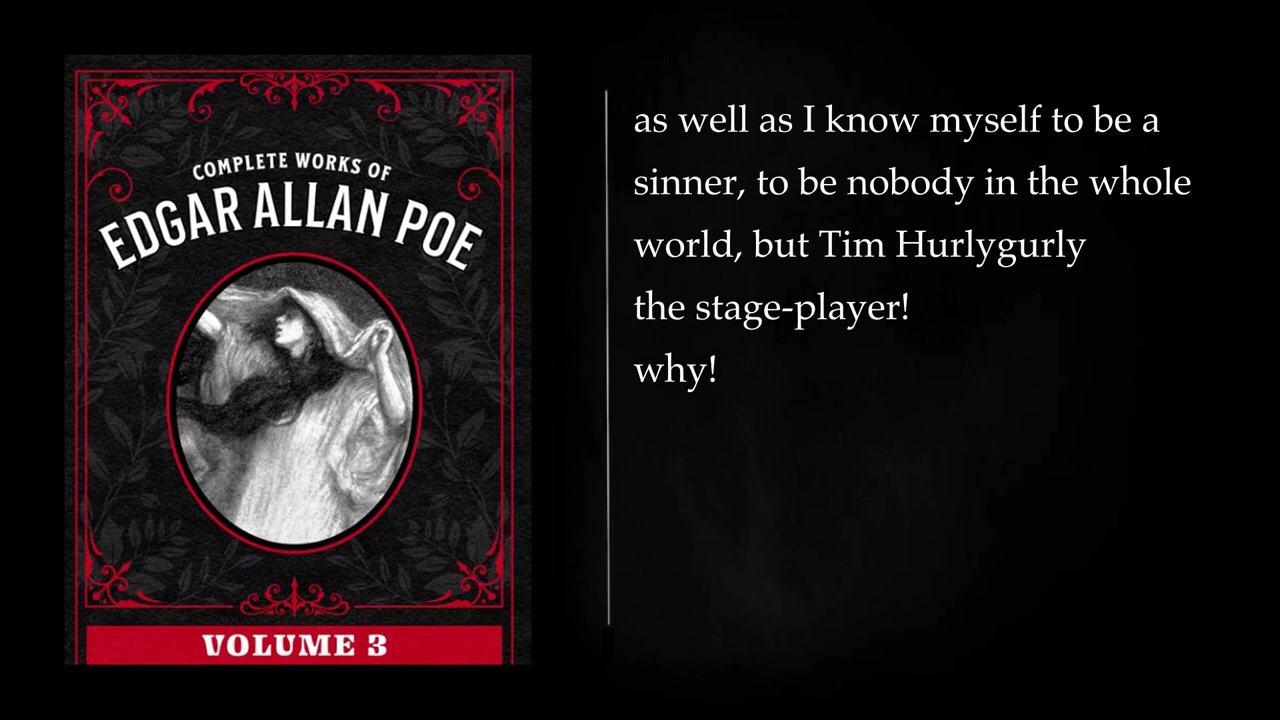 COMPLETE WORKS OF
EDGAR ALLAN POE
VOLUME 3
as well as I know myself to be a
sinner, to be nobody in the whole
world, but Tim Hurlygurly
the stage-player!
why!